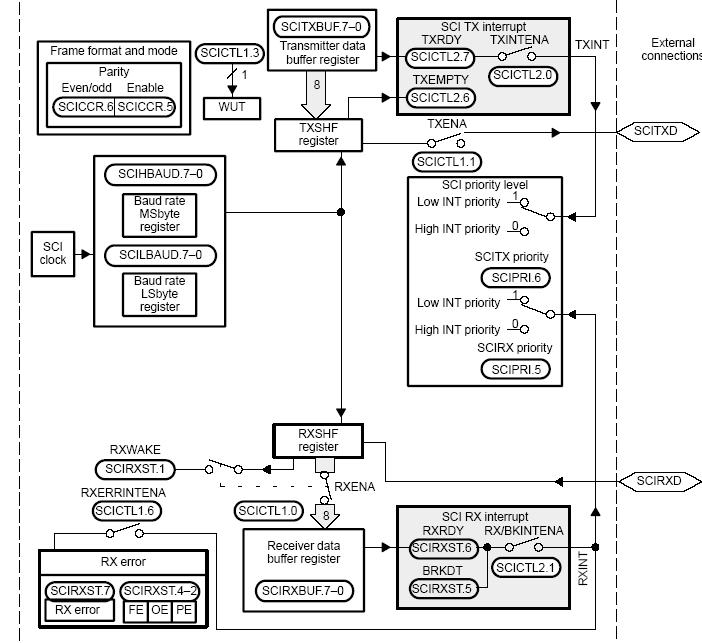 SCITXBUF.7–0
Transmitter data
buffer register
8
Frame format and mode
Parity
Even/odd Enable
SCICCR.6 SCICCR.5
SCICTL1.3
1
WUT
SCI TX interrupt
TXRDY TXINTENA
SCICTL2.7
SCICTL2.0
TXEMPTY
SCICTL2.6
TXINT
External
connections
TXSHF
register
TXENA
SCICTL1.1
SCITXD
SCIHBAUD.7–0
Baud rate
MSbyte
register
SCILBAUD.7–0
Baud rate
LSbyte
register
SCI
clock
SCI priority level
Low INT priority 1
High INT priority 0
SCITX priority
SCIPRI.6
Low INT priority 1
High INT priority 0
SCIRX priority
SCIPRI.5
RXSHF
register
RXWAKE
SCIRXST.1
RXERRINTENA
SCICTL1.6
RXENA
SCICTL1.0
8
SCIRXD
RX error
SCIRXST.7 SCIRXST.4–2
RX error FE OE PE
Receiver data
buffer register
SCIRXBUF.7–0
SCI RX interrupt
RXRDY RX/BKINTENA
SCIRXST.6
SCICTL2.1
BRKDT
SCIRXST.5
RXINT